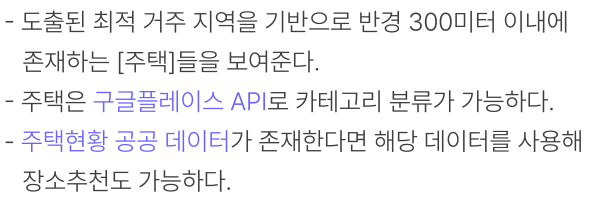 - 도출된 최적 거주 지역을 기반으로 반경 300미터 이내에
존재하는 [주택]들을 보여준다.
- 주택은 구글플레이스 API로 카테고리 분류가 가능하다.
- 주택현황 공공 데이터가 존재한다면 해당 데이터를 사용해
장소추천도 가능하다.